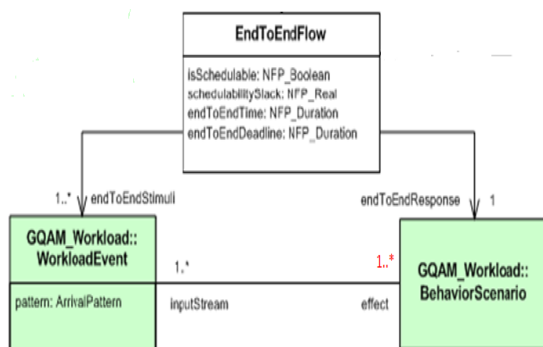 EndToEndFlow
isSchedulable: NFP_Boolean
schedulabilitySlack: NFP_Real
endToEndTime: NFP_Duration
endToEndDeadline: NFP_Duration
1..* endToEndStimuli
endToEndResponse 1
GQAM_Workload::
WorkloadEvent
pattern: ArrivalPattern
1..*
inputStream
1..*
effect
GQAM_Workload::
BehaviorScenario